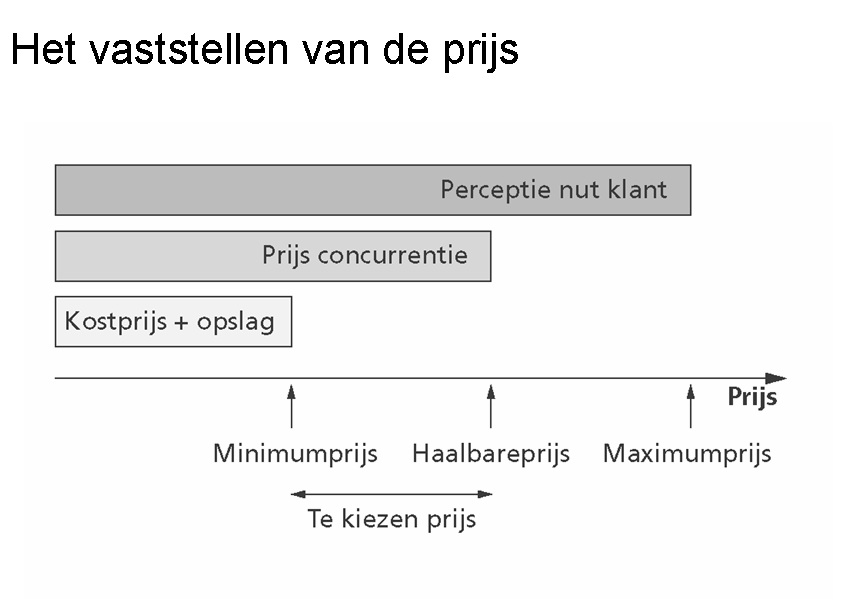 Het vaststellen van de prijs
Perceptie nut klant
Prijs concurrentie
Kostprijs + opslag
Prijs
Minimumprijs Haalbareprijs Maximumprijs
Te kiezen prijs